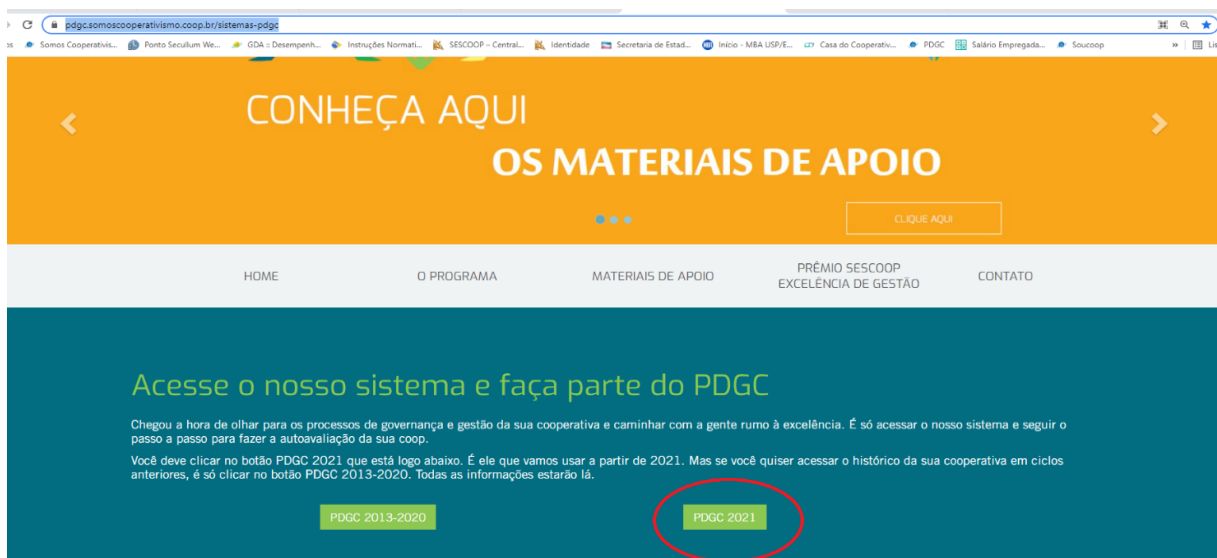 pdgc.somoscooperativismo.coop.br/sistemas-pdgc
os Somos Cooperativis... Ponto Secullum We... GDA :: Desempenh... Instruções Normati... SESCOOP – Central... Identidade Secretaria de Estad... Início - MBA USP/E... Casa do Cooperativ... PDGC Salário Empregada... Soucoop » Lis
CONHEÇA AQUI
OS MATERIAIS DE APOIO
CLIQUE AQUI
HOME
O PROGRAMA
MATERIAIS DE APOIO
PRÊMIO SESCOOP
EXCELÊNCIA DE GESTÃO
CONTATO
Acesse o nosso sistema e faça parte do PDGC
Chegou a hora de olhar para os processos de governança e gestão da sua cooperativa e caminhar com a gente rumo à excelência. É só acessar o nosso sistema e seguir o
passo a passo para fazer a autoavaliação da sua coop.
Você deve clicar no botão PDGC 2021 que está logo abaixo. É ele que vamos usar a partir de 2021. Mas se você quiser acessar o histórico da sua cooperativa em ciclos
anteriores, é só clicar no botão PDGC 2013-2020. Todas as informações estarão lá.
PDGC 2013-2020
PDGC 2021